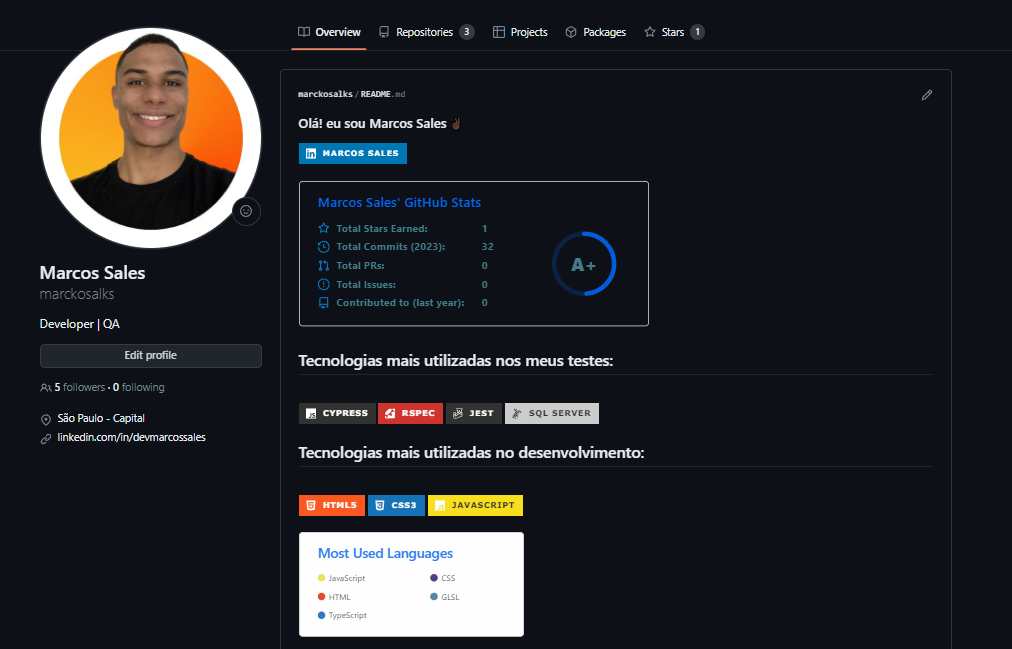 Overview Repositories 3 Projects Packages Stars 1
marckosalks / README.md
Olá! eu sou Marcos Sales
MARCOS SALES
Marcos Sales' GitHub Stats
Total Stars Earned: 1
Total Commits (2023): 32
Total PRs: 0
Total Issues: 0
Contributed to (last year): 0
A+
Marcos Sales
marckosalks
Developer | QA
Edit profile
5 followers · 0 following
São Paulo - Capital
linkedin.com/in/devmarcossales
Tecnologias mais utilizadas nos meus testes:
CYPRESS RSPEC JEST SQL SERVER
Tecnologias mais utilizadas no desenvolvimento:
HTML5 CSS3 JAVASCRIPT
Most Used Languages
JavaScript CSS
HTML GLSL
TypeScript